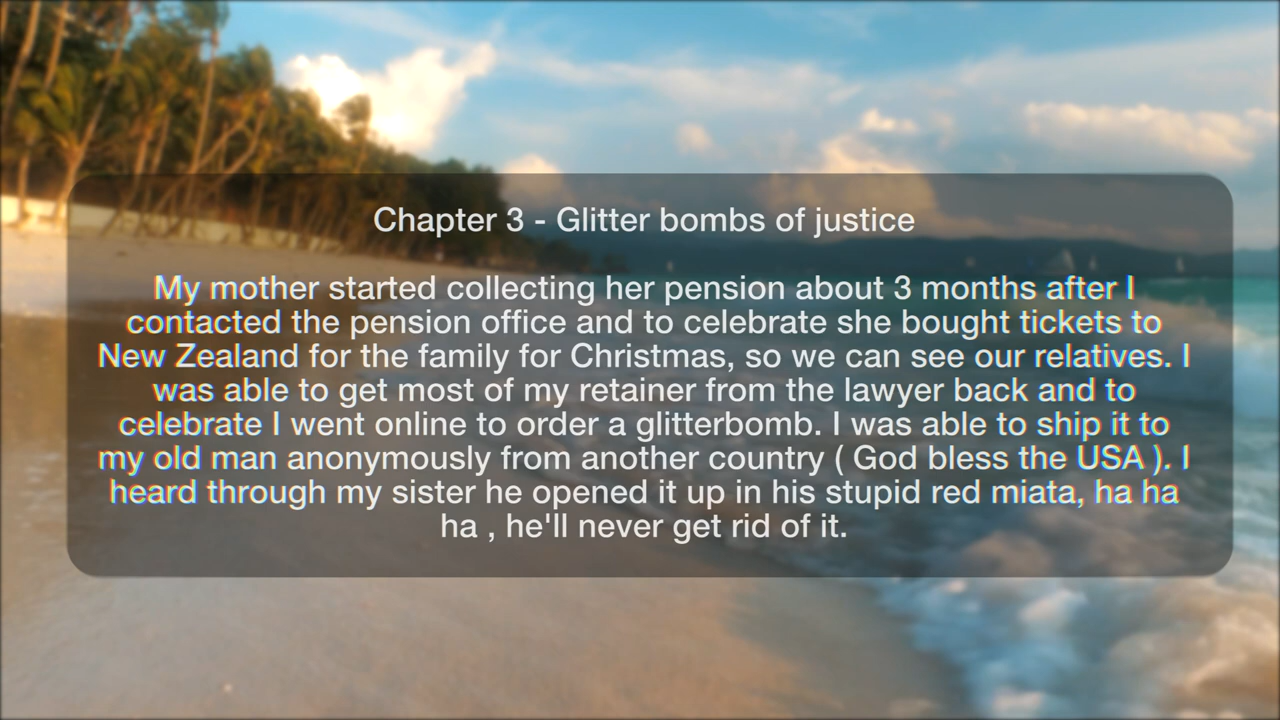 Chapter 3 - Glitter bombs of justice
My mother started collecting her pension about 3 months after I
contacted the pension office and to celebrate she bought tickets to
New Zealand for the family for Christmas, so we can see our relatives. I
was able to get most of my retainer from the lawyer back and to
celebrate I went online to order a glitterbomb. I was able to ship it to
my old man anonymously from another country ( God bless the USA ). I
heard through my sister he opened it up in his stupid red miata, ha ha
ha , he'll never get rid of it.